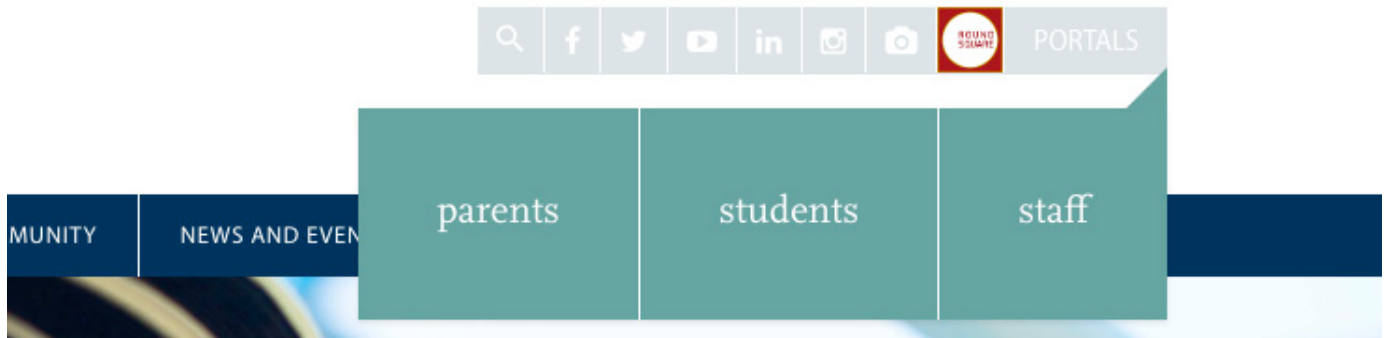 ROUND
SQUARE
PORTALS
parents
students
staff
MUNITY
NEWS AND EVEN